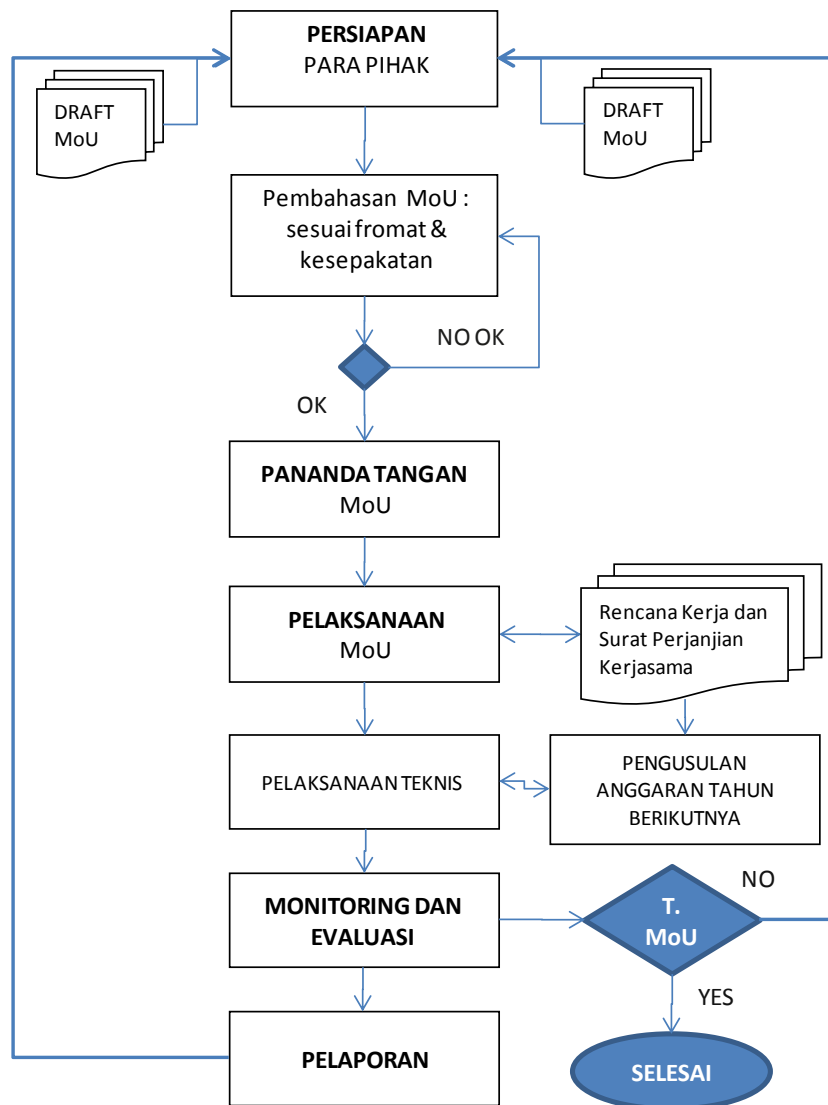 PERSIAPAN
PARA PIHAK
DRAFT
MoU
DRAFT
MoU
Pembahasan MoU :
sesuai fromat &
kesepakatan
NO OK
OK
PANANDA TANGAN
MoU
PELAKSANAAN
MoU
Rencana Kerja dan
Surat Perjanjian
Kerjasama
PELAKSANAAN TEKNIS
PENGUSULAN
ANGGARAN TAHUN
BERIKUTNYA
MONITORING DAN
EVALUASI
T.
MoU
NO
YES
PELAPORAN
SELESAI